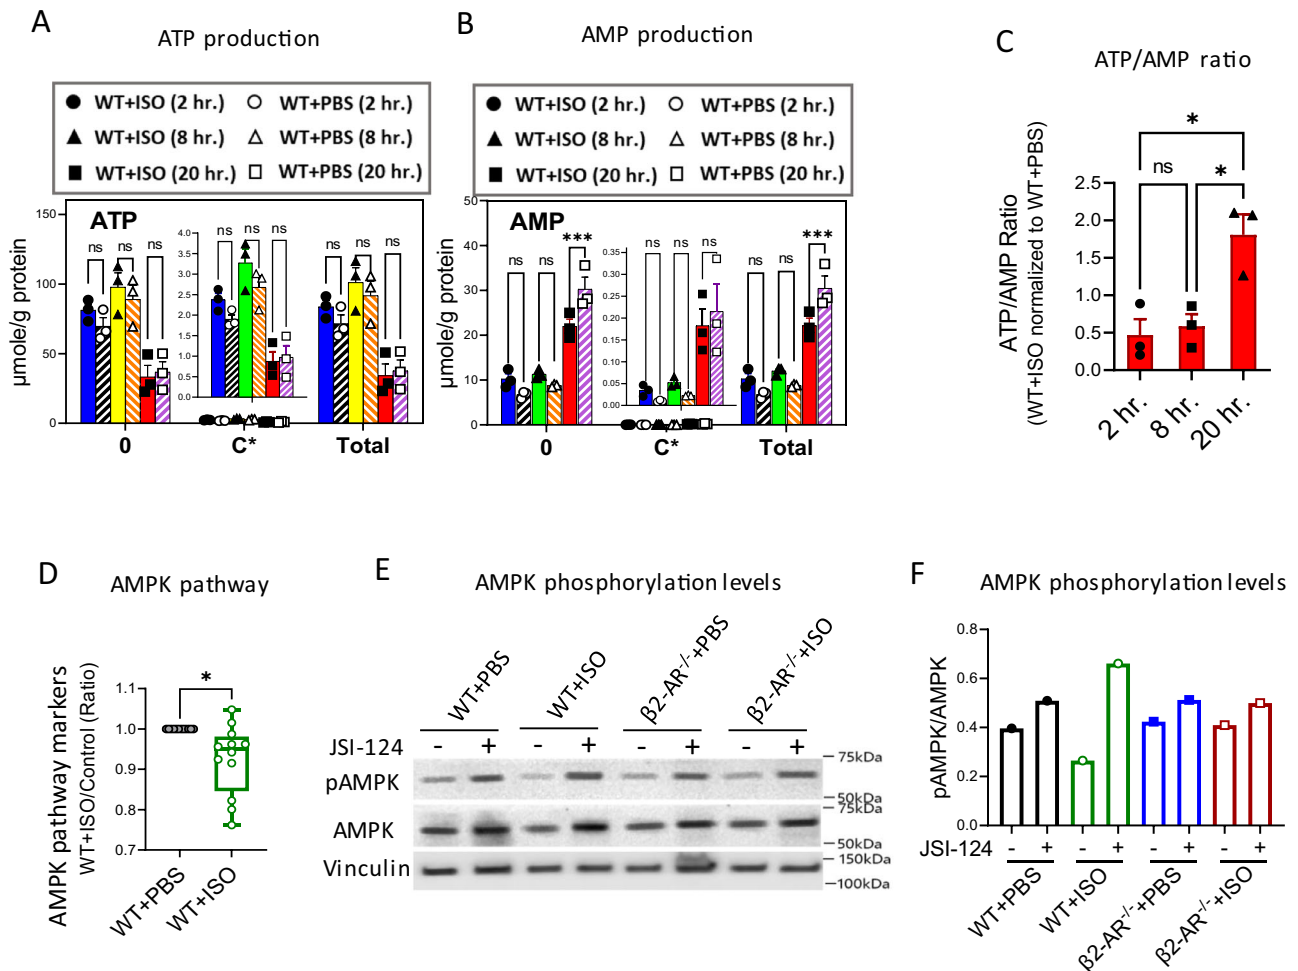 A
ATP production
WT+ISO (2 hr.) WT+PBS (2 hr.)
WT+ISO (8 hr.) WT+PBS (8 hr.)
WT+ISO (20 hr.) WT+PBS (20 hr.)
µmole/g protein
150
100
50
0
ATP
ns ns ns
4.0
3.5
3.0
2.5
2.0
1.5
1.0
0.5
0.0
ns ns ns
ns ns ns
0 C* Total
B
AMP production
WT+ISO (2 hr.) WT+PBS (2 hr.)
WT+ISO (8 hr.) WT+PBS (8 hr.)
WT+ISO (20 hr.) WT+PBS (20 hr.)
µmole/g protein
50
40
30
20
10
0
AMP
ns ns ***
0.35
0.30
0.25
0.20
0.15
0.10
0.05
0.00
ns ns ns
ns ns ***
0 C* Total
C
ATP/AMP ratio
ATP/AMP Ratio
(WT+ISO normalized to WT+PBS)
2.5
2.0
1.5
1.0
0.5
0.0
*
ns *
2 hr. 8 hr. 20 hr.
D
AMPK pathway
AMPK pathway markers
WT+ISO/Control (Ratio)
1.1
1.0
0.9
0.8
0.7
*
WT+PBS WT+ISO
E
AMPK phosphorylation levels
WT+PBS WT+ISO β2-AR-/-+PBS β2-AR-/-+ISO
JSI-124 - + - + - + - +
pAMPK
75kDa
50kDa
AMPK
75kDa
50kDa
Vinculin
150kDa
100kDa
F
AMPK phosphorylation levels
pAMPK/AMPK
0.8
0.6
0.4
0.2
0.0
JSI-124 - + - + - + - +
WT+PBS WT+ISO β2-AR-/-+PBS β2-AR-/-+ISO